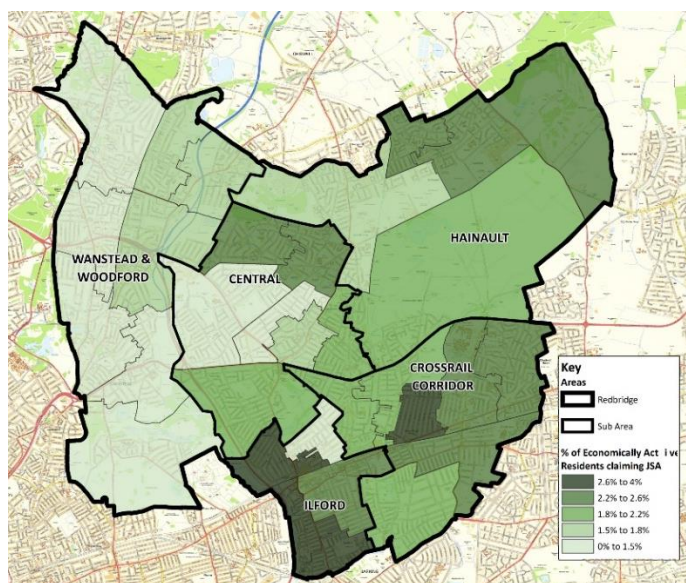 HAINAULT
WANSTEAD &
WOODFORD
CENTRAL
CROSSRAIL
CORRIDOR
ILFORD
Key
Areas
Redbridge
Sub Area
% of Economically Act i ve
Residents claiming JSA
2.6% to 4%
2.2% to 2.6%
1.8% to 2.2%
1.5% to 1.8%
0% to 1.5%